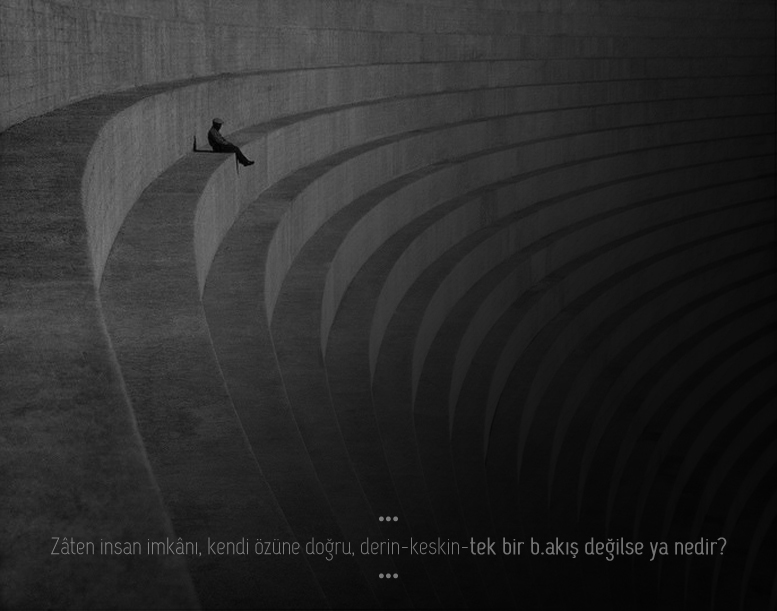 Zâten insan imkânı, kendi özüne doğru, derin-keskin-tek bir b.akış değilse ya nedir?